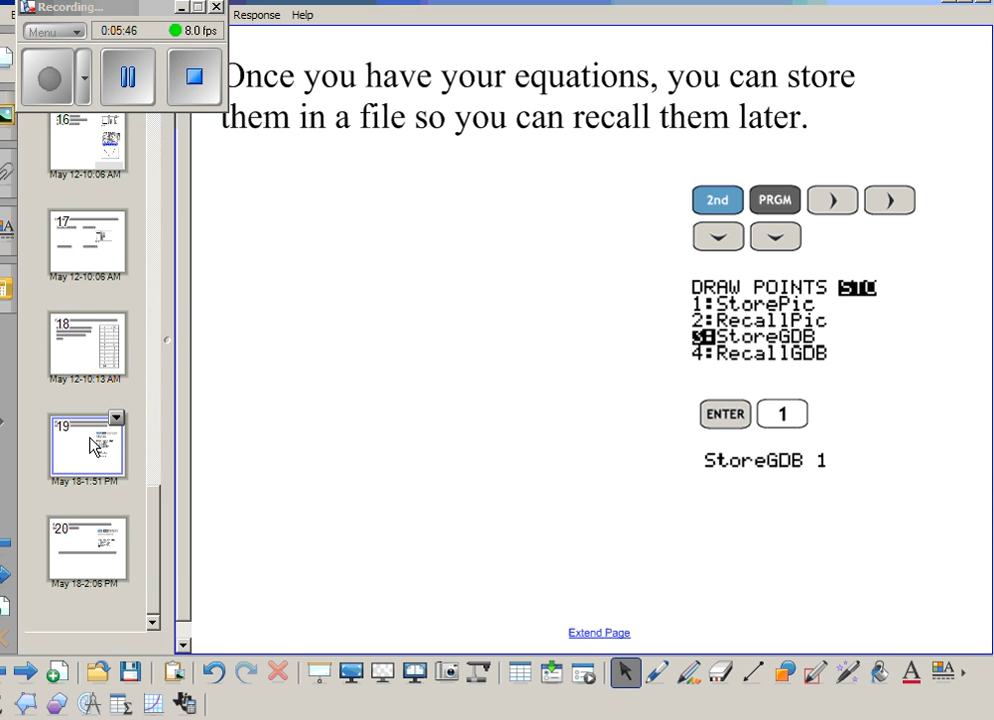 Recording...
Response Help
Menu 0:05:46 8.0 fps
Once you have your equations, you can store
them in a file so you can recall them later.
16
May 12-10:06 AM
17
May 12-10:06 AM
18
May 12-10:13 AM
19
May 18-1:51 PM
20
May 18-2:06 PM
2nd PRGM
DRAW POINTS STO
1:StorePic
2:RecallPic
3:StoreGDB
4:RecallGDB
ENTER 1
StoreGDB 1
Extend Page